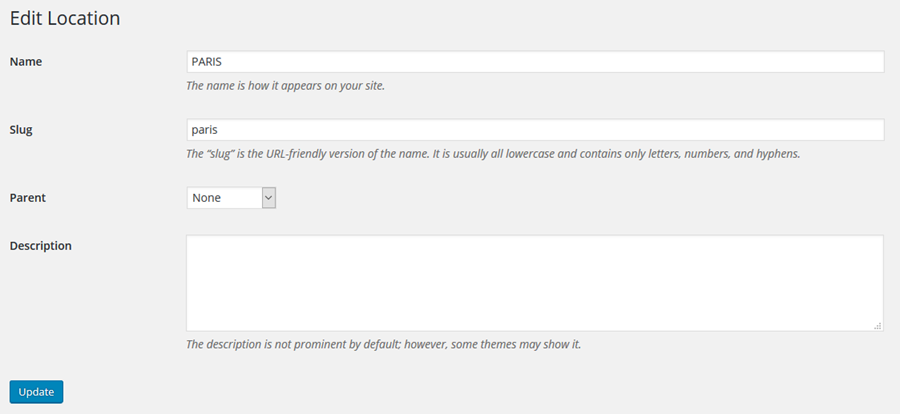 Edit Location
Name
PARIS
The name is how it appears on your site.
Slug
paris
The “slug” is the URL-friendly version of the name. It is usually all lowercase and contains only letters, numbers, and hyphens.
Parent
None
Description
The description is not prominent by default; however, some themes may show it.
Update